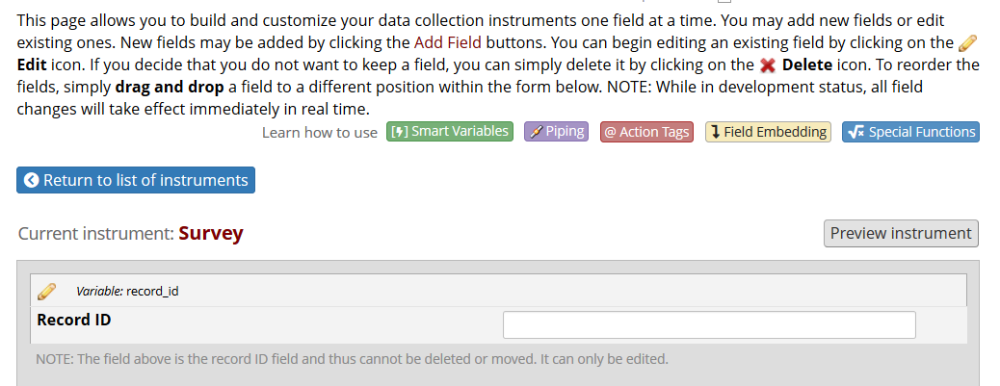 This page allows you to build and customize your data collection instruments one field at a time. You may add new fields or edit
existing ones. New fields may be added by clicking the Add Field buttons. You can begin editing an existing field by clicking on the
Edit icon. If you decide that you do not want to keep a field, you can simply delete it by clicking on the Delete icon. To reorder the
fields, simply drag and drop a field to a different position within the form below. NOTE: While in development status, all field
changes will take effect immediately in real time.
Learn how to use [↯] Smart Variables Piping @ Action Tags Field Embedding √x Special Functions
Return to list of instruments
Current instrument: Survey Preview instrument
Variable: record_id
Record ID
NOTE: The field above is the record ID field and thus cannot be deleted or moved. It can only be edited.